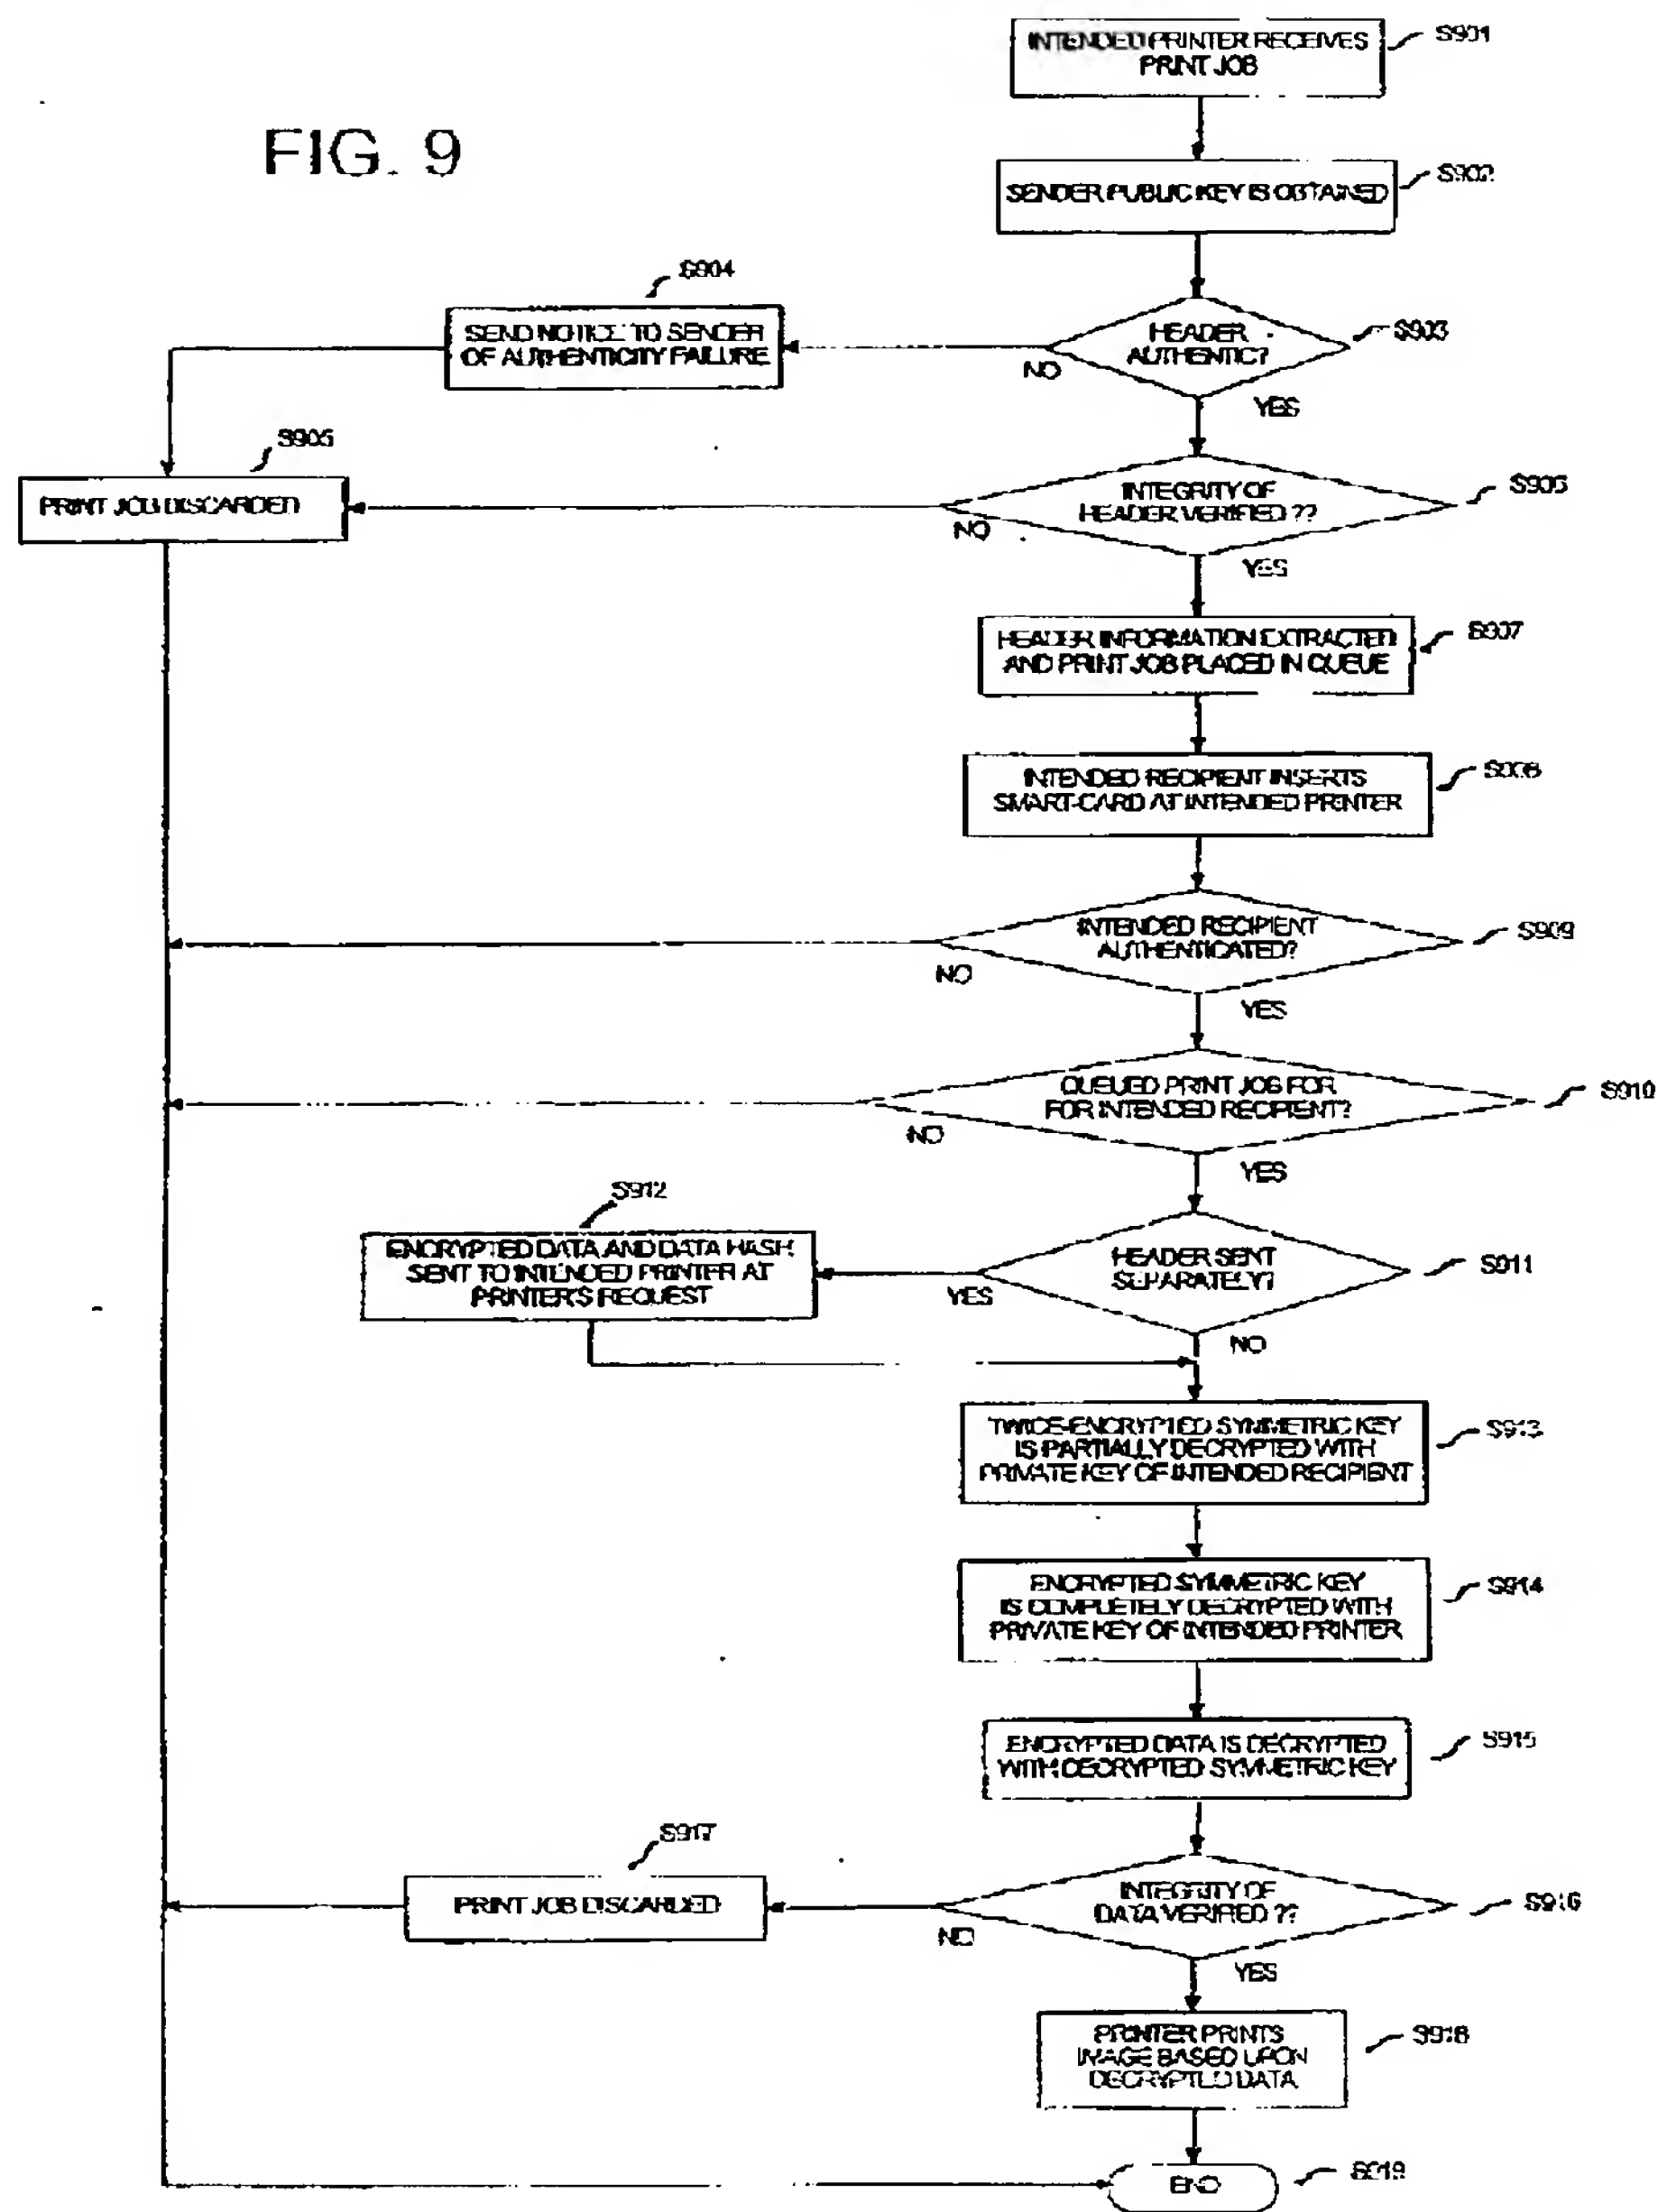 FIG. 9
INTENDED PRINTER RECEIVES
PRINT JOB
S901
SENDER PUBLIC KEY IS OBTAINED
S902
HEADER
AUTHENTIC?
S903
NO
YES
S904
SEND NOTICE TO SENDER
OF AUTHENTICITY FAILURE
S905
PRINT JOB DISCARDED
INTEGRITY OF
HEADER VERIFIED ??
NO
YES
HEADER INFORMATION EXTRACTED
AND PRINT JOB PLACED IN QUEUE
S907
INTENDED RECIPIENT INSERTS
SMART-CARD AT INTENDED PRINTER
INTENDED RECIPIENT
AUTHENTICATED?
S909
NO
YES
QUEUED PRINT JOB FOR
FOR INTENDED RECIPIENT?
S910
NO
YES
HEADER SENT
SEPARATELY?
S911
YES
NO
S912
ENCRYPTED DATA AND DATA HASH
SENT TO INTENDED PRINTER AT
PRINTER'S REQUEST
TWICE-ENCRYPTED SYMMETRIC KEY
IS PARTIALLY DECRYPTED WITH
PRIVATE KEY OF INTENDED RECIPIENT
S913
ENCRYPTED SYMMETRIC KEY
IS COMPLETELY DECRYPTED WITH
PRIVATE KEY OF INTENDED PRINTER
S914
ENCRYPTED DATA IS DECRYPTED
WITH DECRYPTED SYMMETRIC KEY
S915
INTEGRITY OF
DATA VERIFIED ??
S916
NO
YES
S917
PRINT JOB DISCARDED
PRINTER PRINTS
IMAGE BASED UPON
DECRYPTED DATA
S918
END
S919